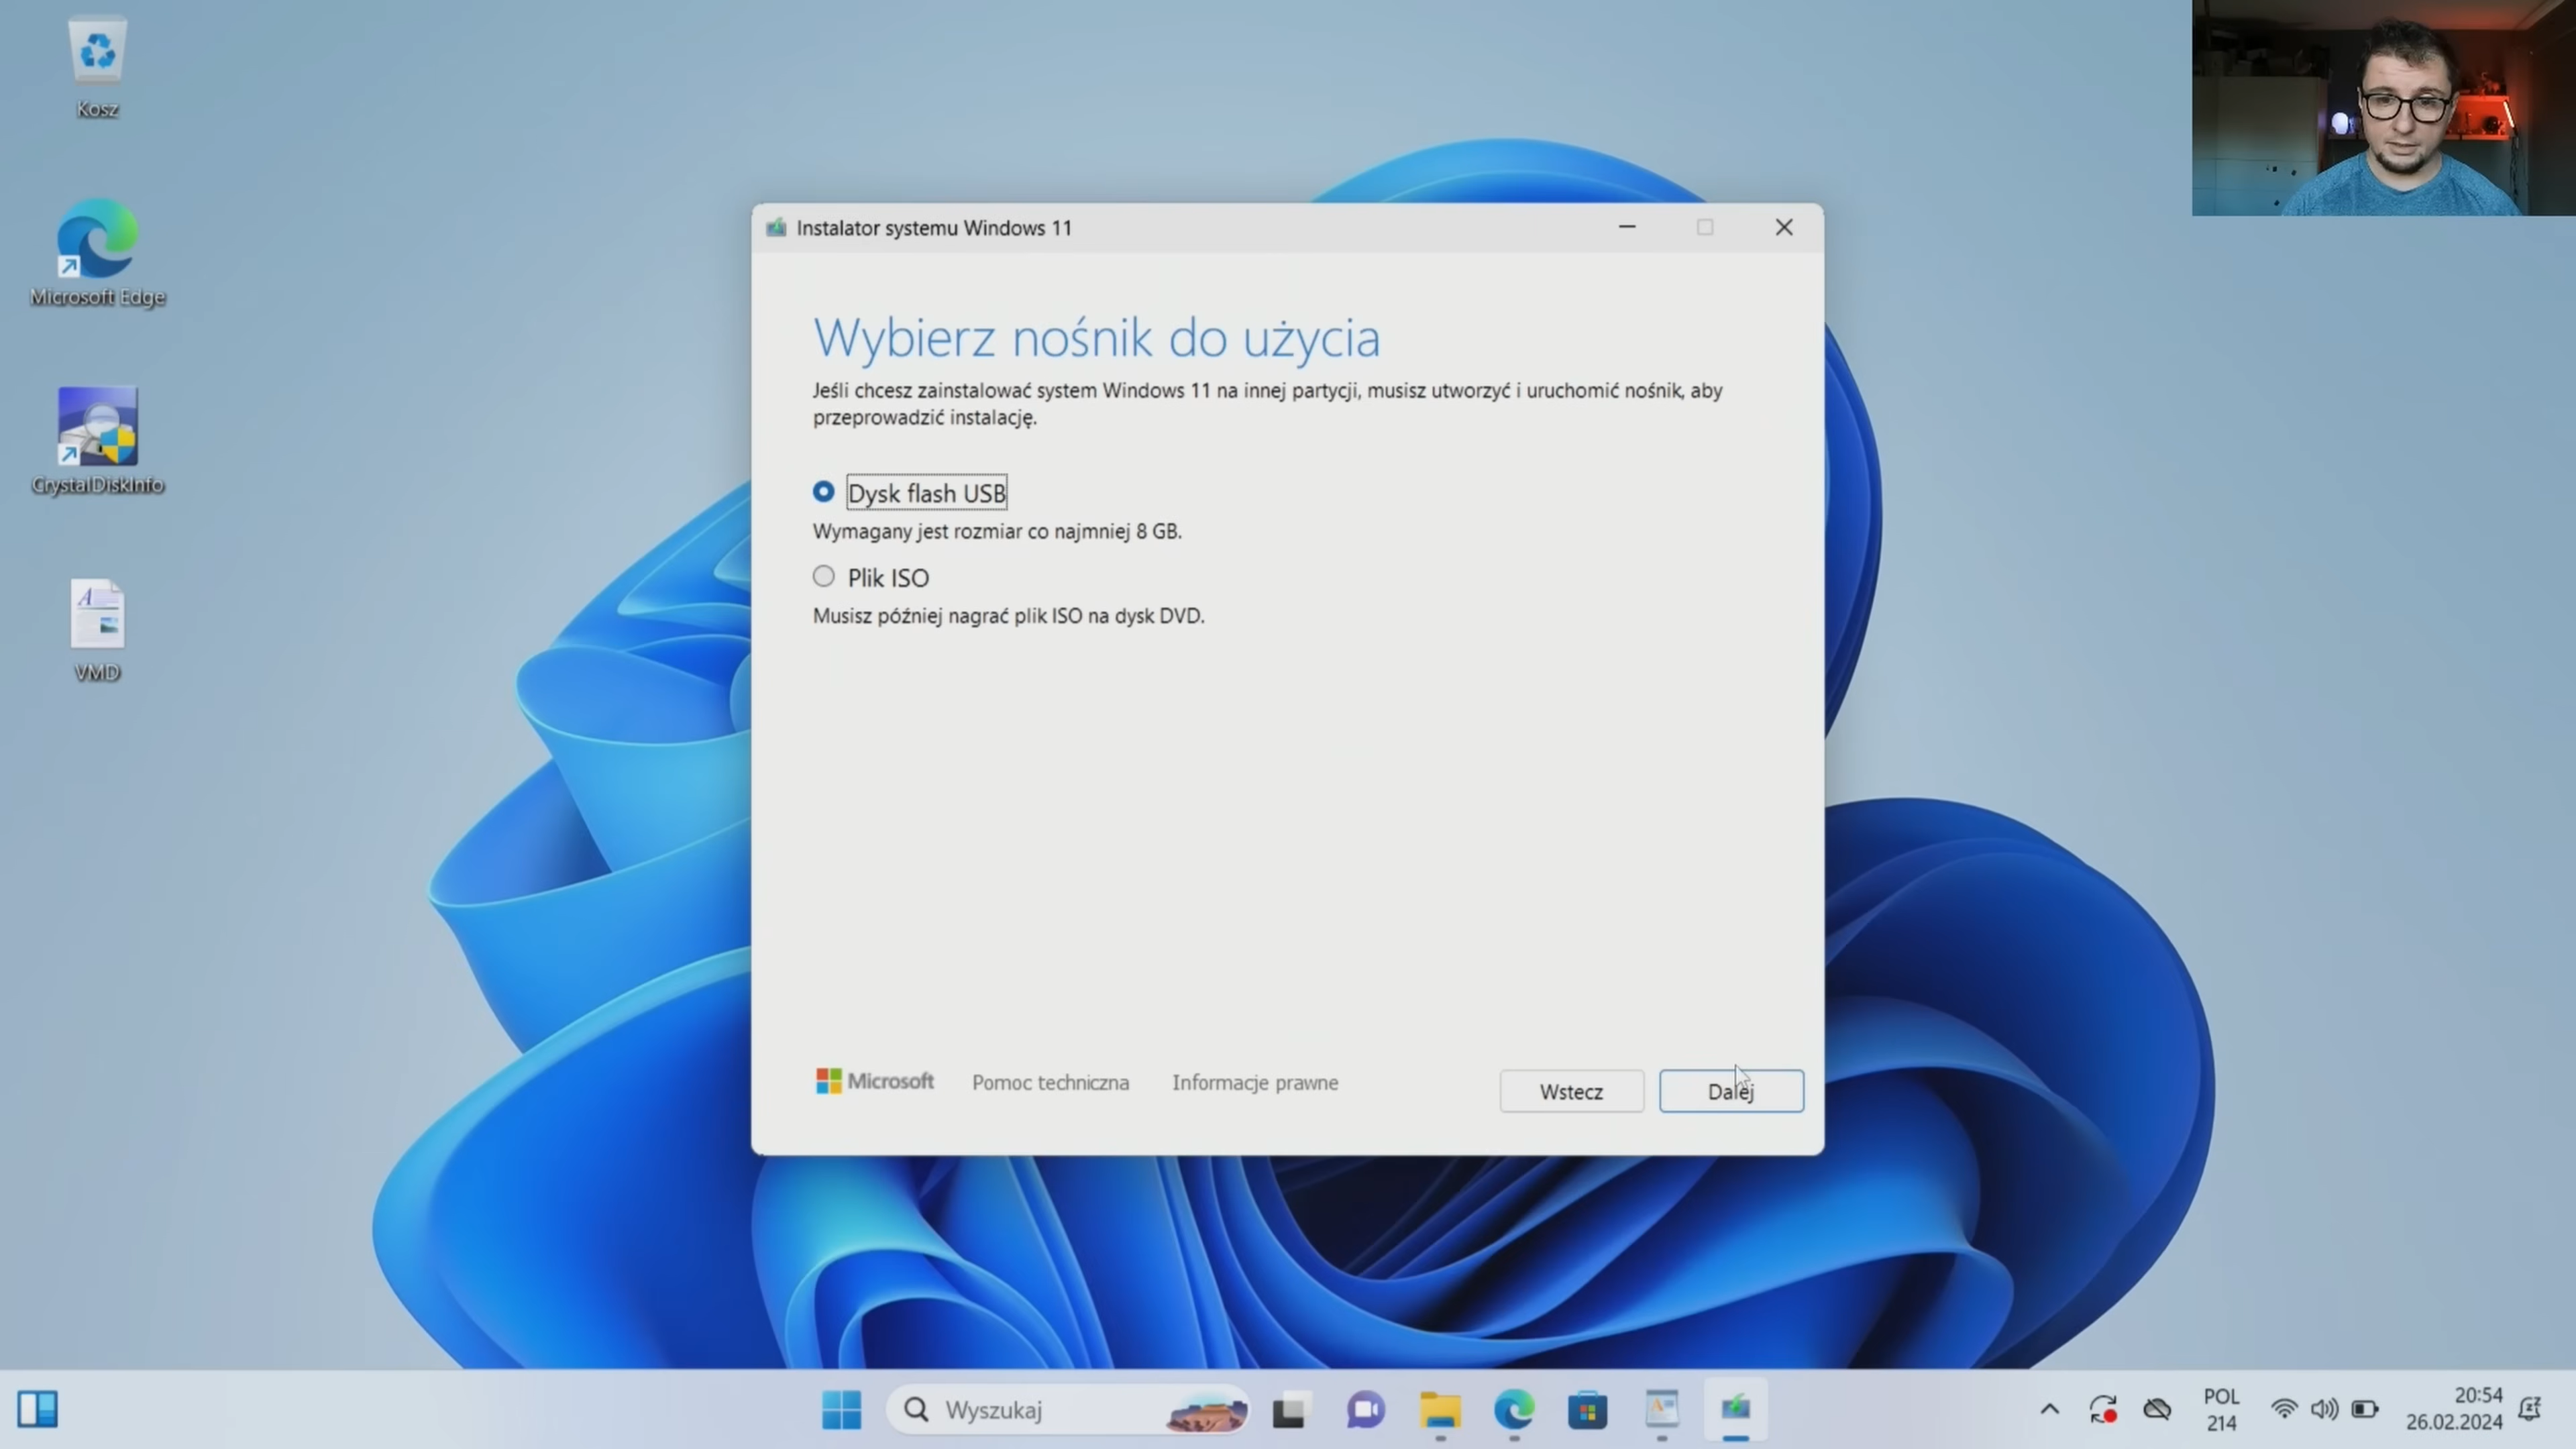 Kosz
Microsoft Edge
CrystalDiskInfo
VMD
Instalator systemu Windows 11
Wybierz nośnik do użycia
Jeśli chcesz zainstalować system Windows 11 na innej partycji, musisz utworzyć i uruchomić nośnik, aby
przeprowadzić instalację.
Dysk flash USB
Wymagany jest rozmiar co najmniej 8 GB.
Plik ISO
Musisz później nagrać plik ISO na dysk DVD.
Microsoft
Pomoc techniczna
Informacje prawne
Wstecz
Dalej
Wyszukaj
POL
214
20:54
26.02.2024